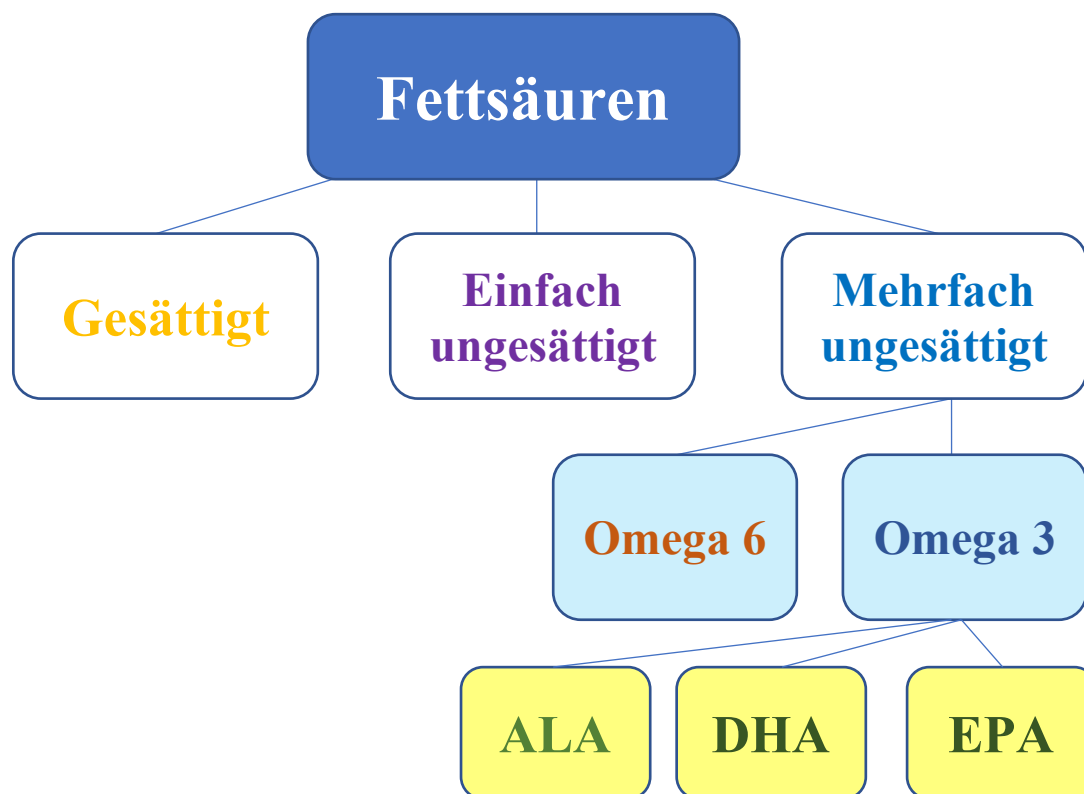 Fettsäuren
Gesättigt
Einfach
ungesättigt
Mehrfach
ungesättigt
Omega 6
Omega 3
ALA
DHA
EPA